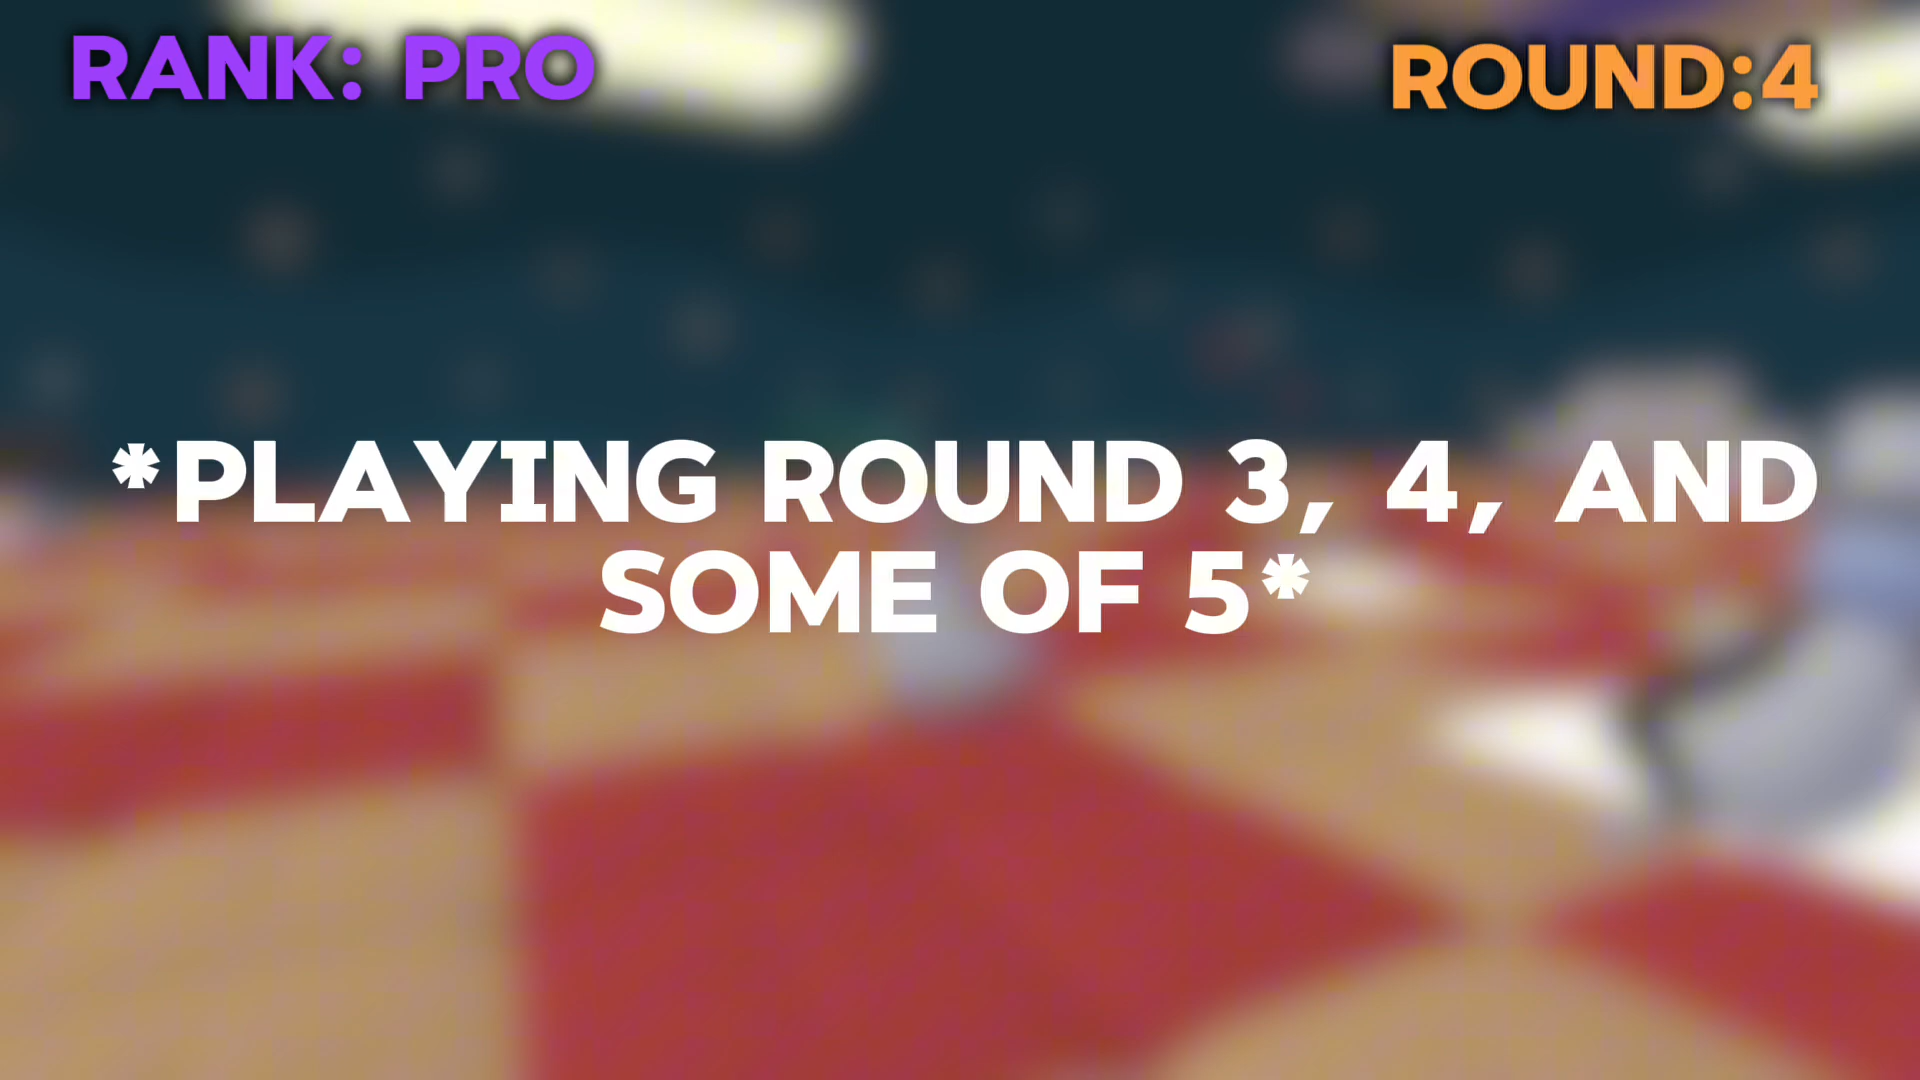 RANK: PRO
ROUND:4
*PLAYING ROUND 3, 4, AND
SOME OF 5*